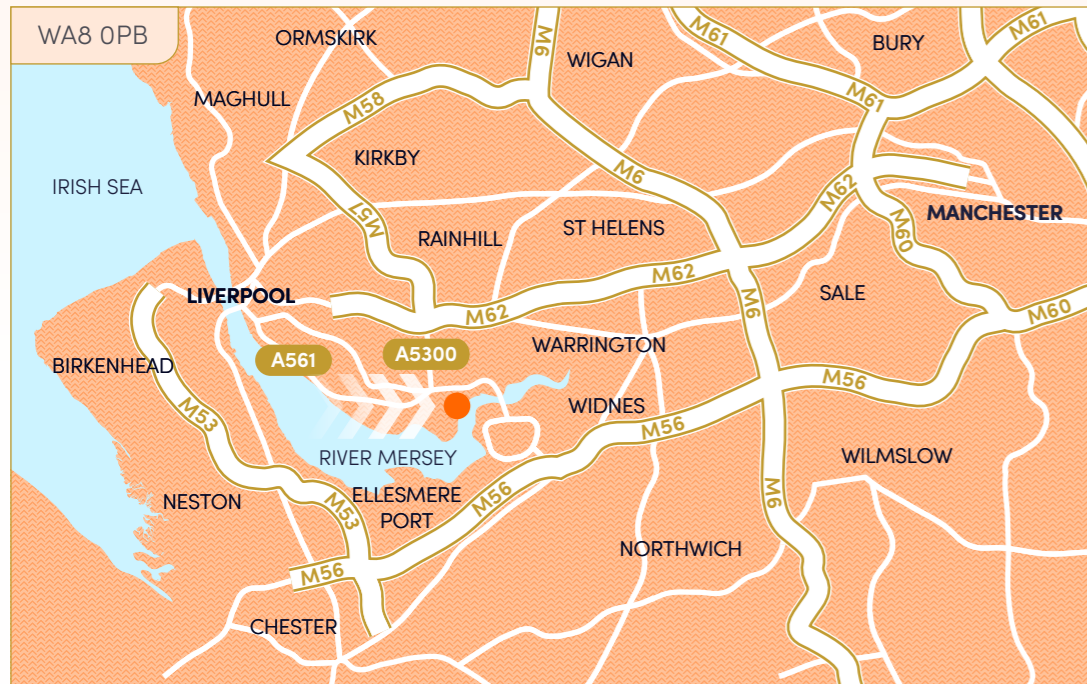 WA8 0PB
ORMSKIRK
M6
WIGAN
M61
BURY
M61
MAGHULL
M58
M61
KIRKBY
IRISH SEA
M6
M62
M57
MANCHESTER
RAINHILL
ST HELENS
M60
LIVERPOOL
M62
M62
M6
SALE
M60
A561
A5300
WARRINGTON
BIRKENHEAD
M56
WIDNES
M53
M56
RIVER MERSEY
WILMSLOW
NESTON
ELLESMERE
PORT
M56
M53
M6
NORTHWICH
M56
CHESTER